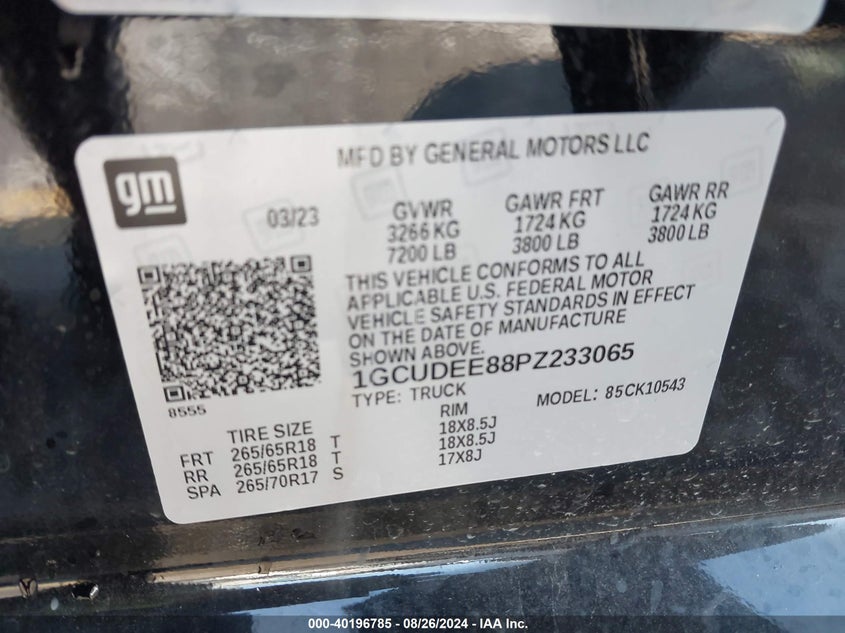 gm
MFD BY GENERAL MOTORS LLC
03/23
GVWR
3266 KG
7200 LB
GAWR FRT
1724 KG
3800 LB
GAWR RR
1724 KG
3800 LB
THIS VEHICLE CONFORMS TO ALL
APPLICABLE U.S. FEDERAL MOTOR
VEHICLE SAFETY STANDARDS IN EFFECT
ON THE DATE OF MANUFACTURE
SHOWN ABOVE.
1GCUDEE88PZ233065
TYPE: TRUCK
MODEL: 85CK10543
8555
TIRE SIZE
RIM
FRT 265/65R18 T 18X8.5J
RR 265/65R18 T 18X8.5J
SPA 265/70R17 S 17X8J
000-40196785 - 08/26/2024 - IAA Inc.